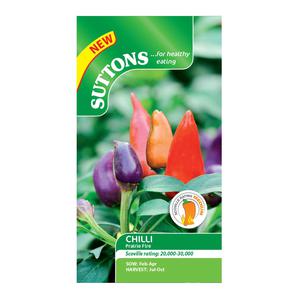 NEW
SUTTONS
...for healthy
eating
CHILLI
Prairie Fire
Scoville rating: 20,000-30,000
SOW: Feb-Apr
HARVEST: Jul-Oct